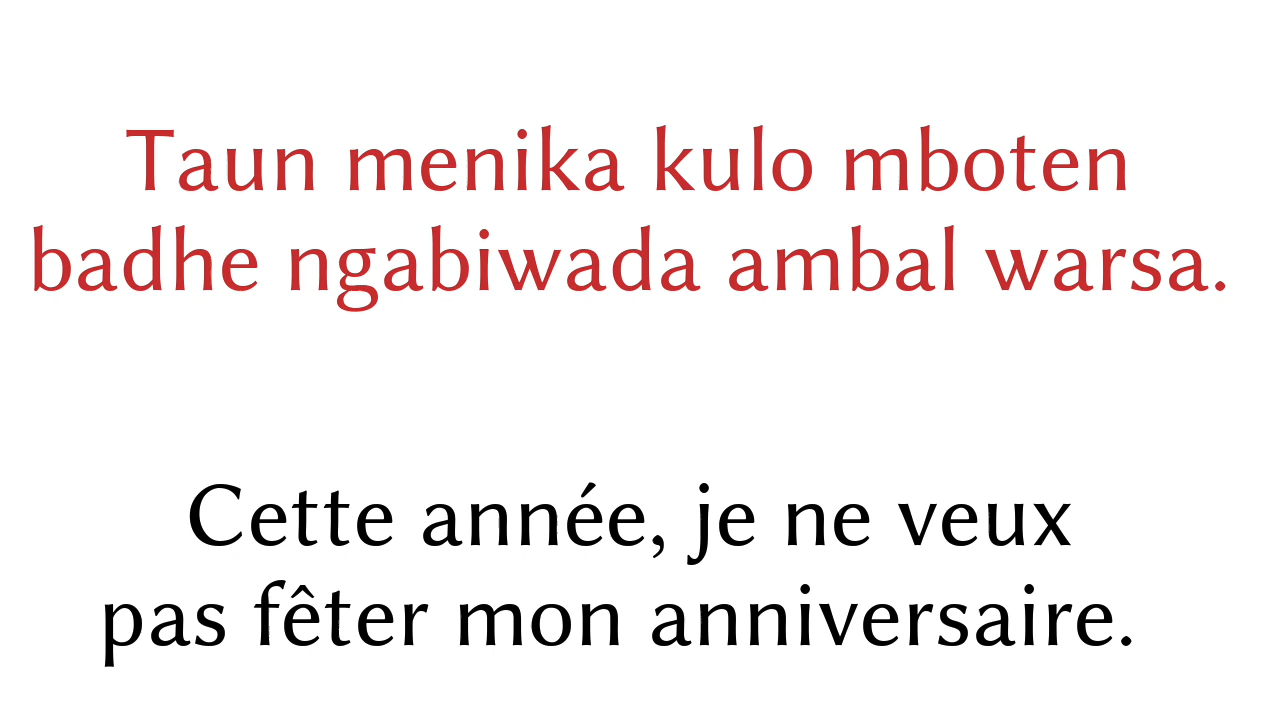 Taun menika kulo mboten
badhe ngabiwada ambal warsa.
Cette année, je ne veux
pas fêter mon anniversaire.